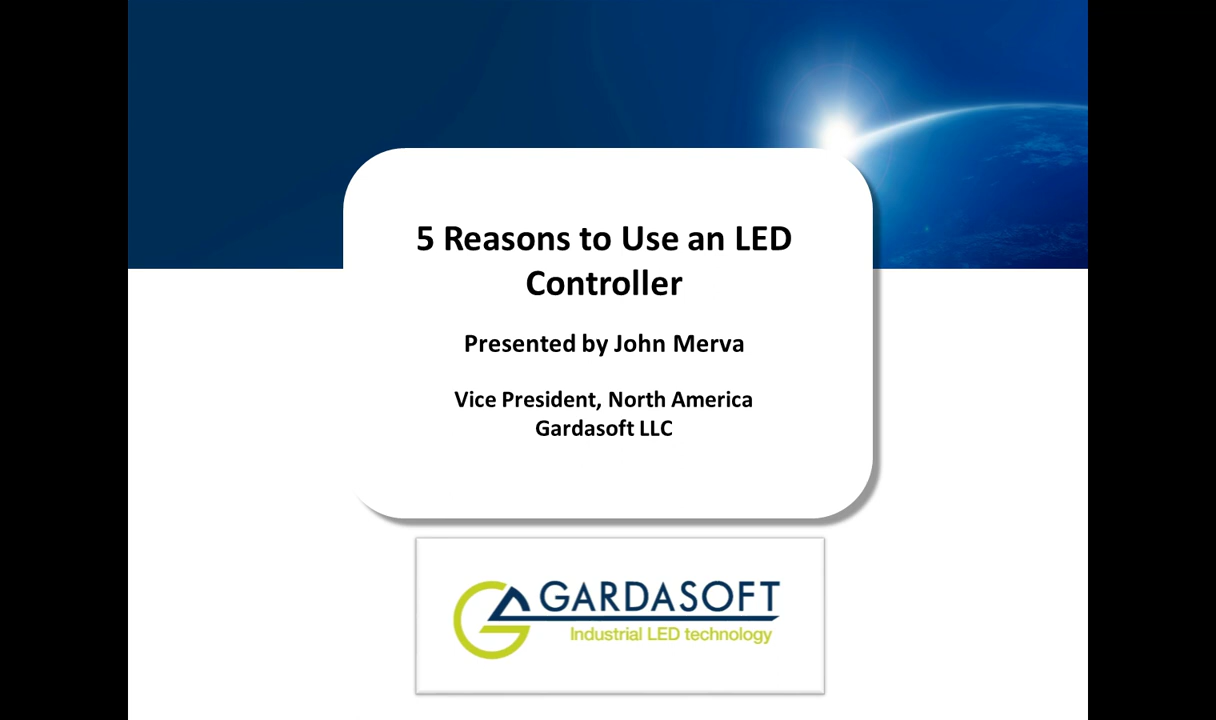 5 Reasons to Use an LED
Controller
Presented by John Merva
Vice President, North America
Gardasoft LLC
GARDASOFT
Industrial LED technology